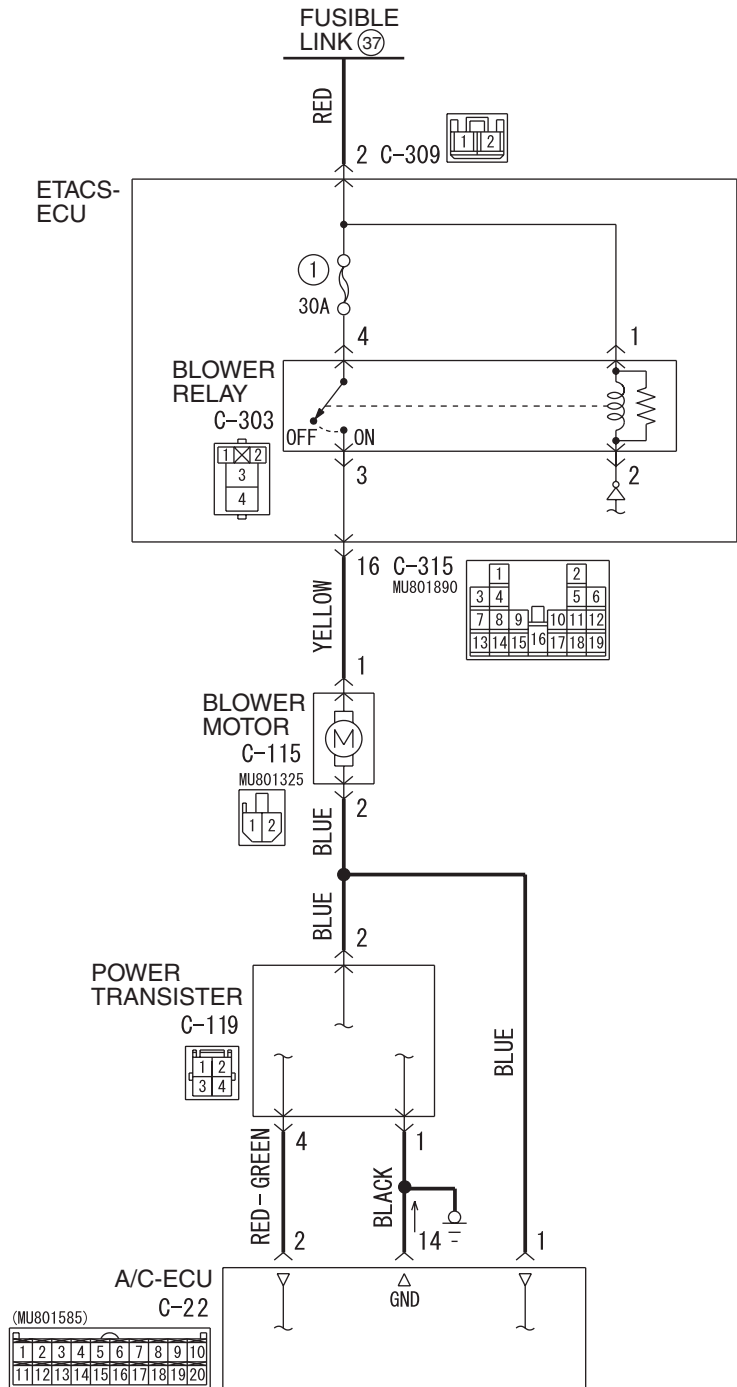 FUSIBLE
LINK 37
RED
2 C-309
1 2
ETACS-
ECU
1
30A
4
1
BLOWER
RELAY
C-303
OFF
ON
1 2
3
4
3
2
16 C-315
MU801890
1 2
3 4 5 6
7 8 9 10 11 12
13 14 15 16 17 18 19
YELLOW
1
BLOWER
MOTOR
C-115
MU801325
M
1 2
2
BLUE
BLUE
2
POWER
TRANSISTER
C-119
1 2
3 4
BLUE
4
1
RED-GREEN
BLACK
2
14
1
A/C-ECU
C-22
GND
(MU801585)
1 2 3 4 5 6 7 8 9 10
11 12 13 14 15 16 17 18 19 20